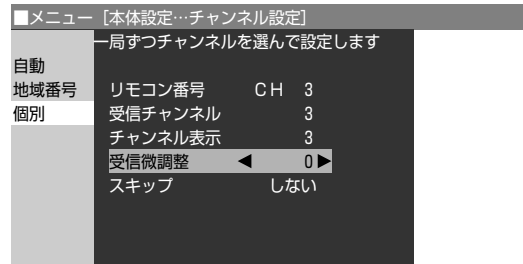 ■メニュー [本体設定…チャンネル設定]
一局ずつチャンネルを選んで設定します
自動
地域番号 リモコン番号 CH 3
個別 受信チャンネル 3
チャンネル表示 3
受信微調整 ◀ 0▶
スキップ しない